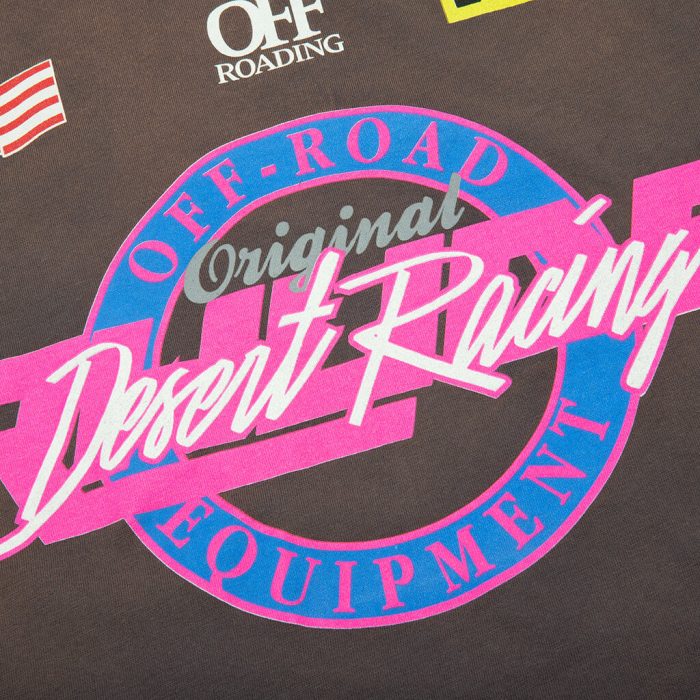 OFF
ROADING
OFF-ROAD
Original
Desert Racing
EQUIPMENT